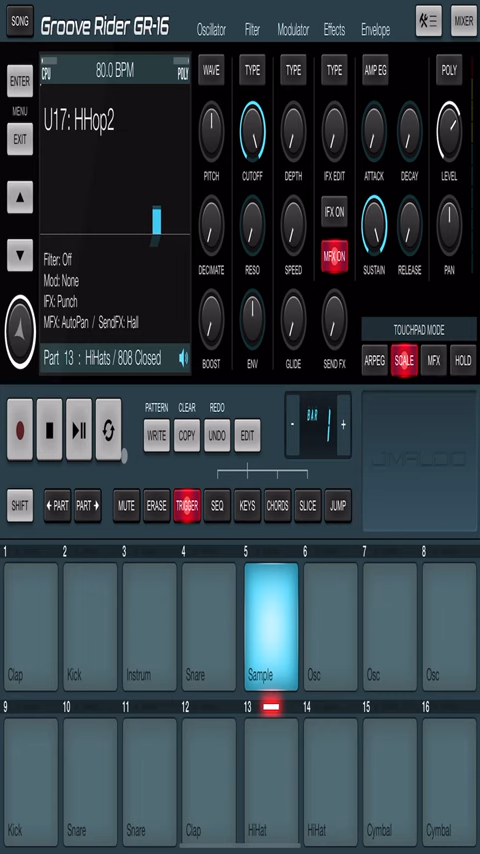 SONG
Groove Rider GR-16
Oscillator Filter Modulator Effects Envelope
MIXER
CPU 80.0 BPM POLY
ENTER
MENU
EXIT
U17: HHop2
Filter: Off
Mod: None
IFX: Punch
MFX: AutoPan / SendFX: Hall
Part 13 : HiHats / 808 Closed
WAVE TYPE TYPE TYPE AMP EG POLY
PITCH CUTOFF DEPTH IFX EDIT ATTACK DECAY LEVEL
IFX ON
MFX ON
DECIMATE RESO SPEED SUSTAIN RELEASE PAN
BOOST ENV GLIDE SEND FX
TOUCHPAD MODE
ARPEG SCALE MFX HOLD
PATTERN CLEAR REDO
WRITE COPY UNDO EDIT
- BAR 1 +
JIMAUDIO
SHIFT PART PART MUTE ERASE TRIGGER SEQ KEYS CHORDS SLICE JUMP
1 2 3 4 5 6 7 8
Clap Kick Instrum Snare Sample Osc Osc Osc
9 10 11 12 13 14 15 16
Kick Snare Snare Clap HiHat HiHat Cymbal Cymbal